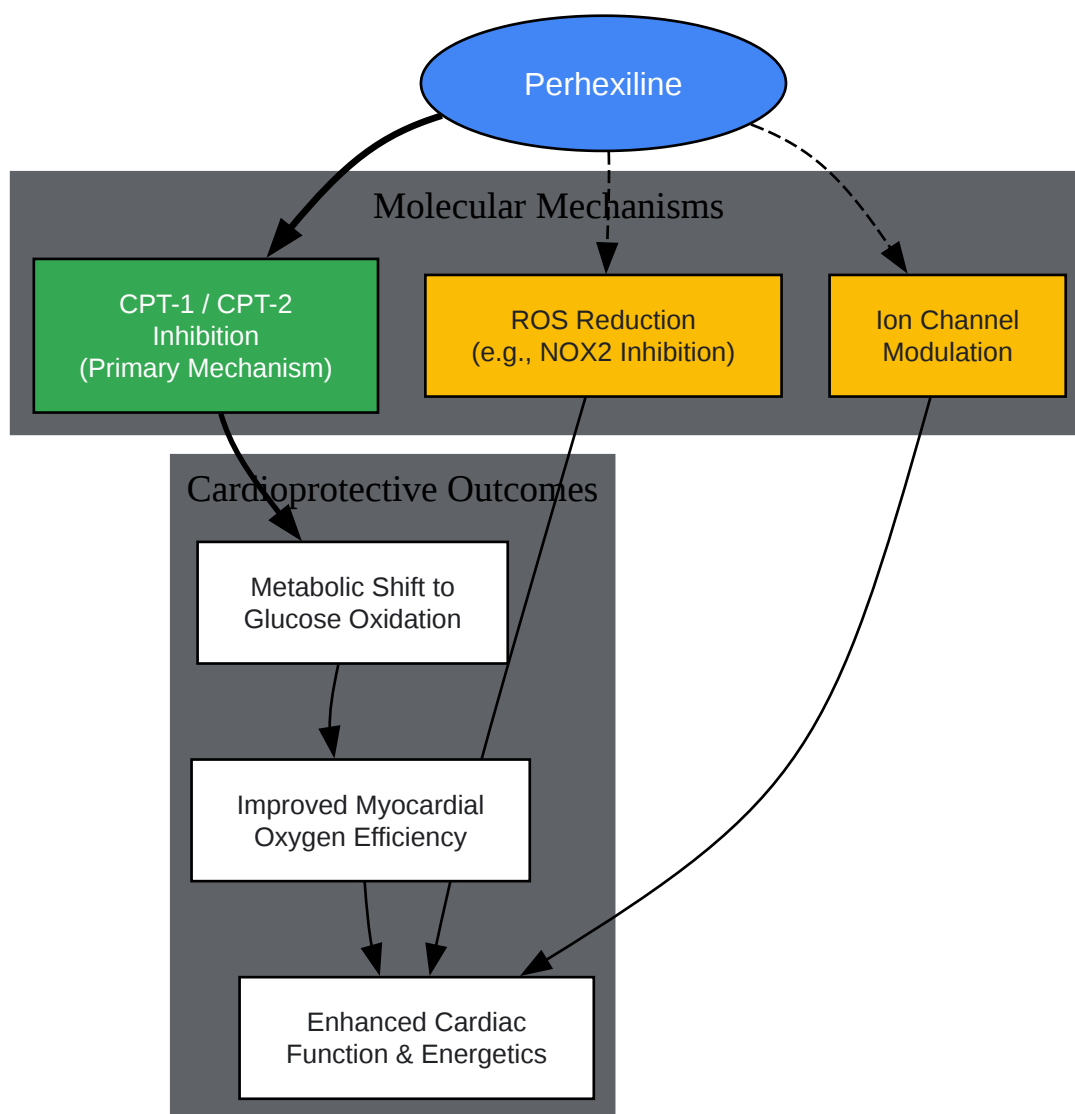 Perhexiline
Molecular Mechanisms
CPT-1 / CPT-2
Inhibition
(Primary Mechanism)
ROS Reduction
(e.g., NOX2 Inhibition)
Ion Channel
Modulation
Cardioprotective Outcomes
Metabolic Shift to
Glucose Oxidation
Improved Myocardial
Oxygen Efficiency
Enhanced Cardiac
Function & Energetics